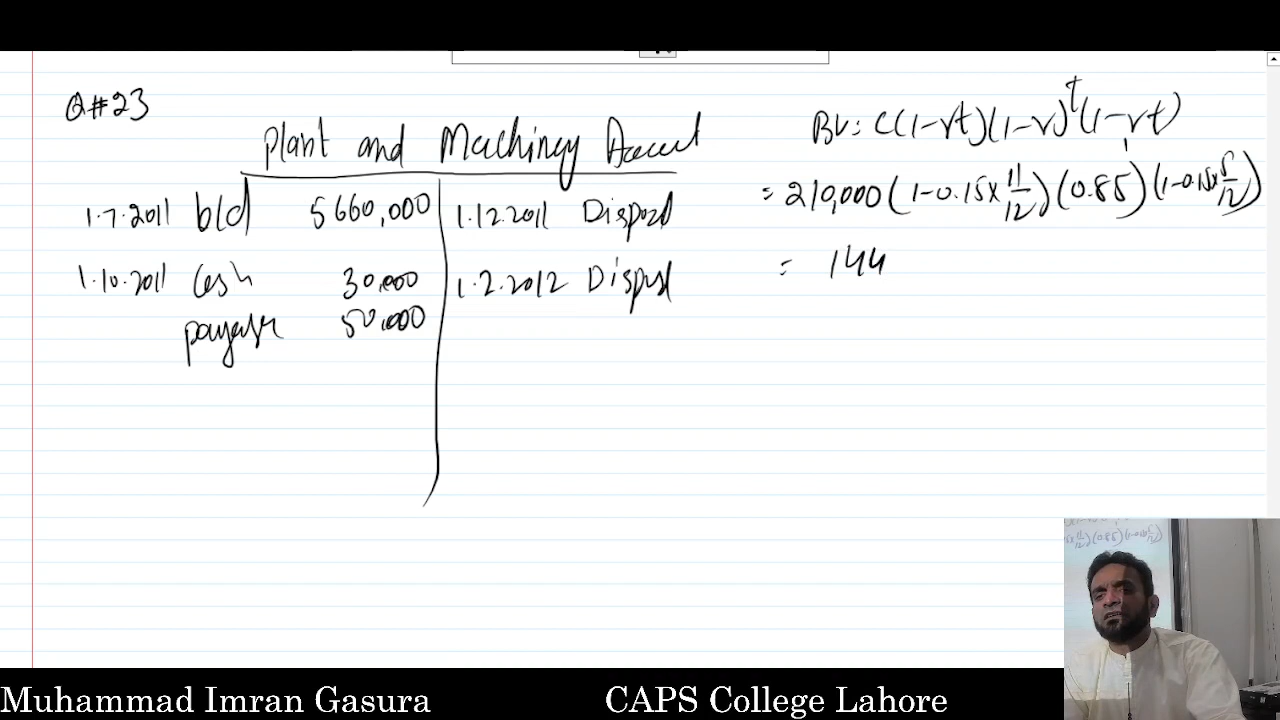 Q#23
Plant and Machinery Account
1.7.2011 b/d 5660,000 1.12.2011 Disposal
1.10.2011 Cash 30,000 1.2.2012 Disposal
payable 50,000
BV: C(1-rt)(1-r)^t(1-rt)
= 210,000(1-0.15×11/12)(0.85)(1-0.15×5/12)
= 144
Muhammad Imran Gasura CAPS College Lahore